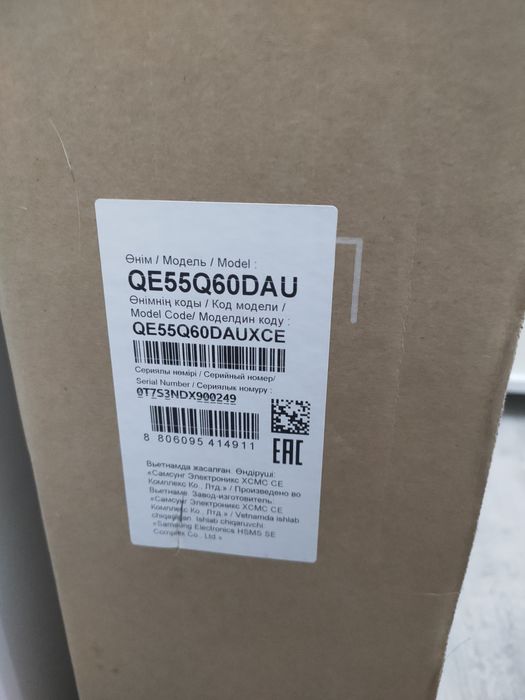 Өнім / Модель / Model :
QE55Q60DAU
Өнімнің коды / Код модели /
Model Code/ Моделдин коду :
QE55Q60DAUXCE
Сериялы нөмірі / Серийный номер/
Serial Number / Сериялык номуру :
0T7S3NDX900249
8 806095 414911
EAC
Вьетнамда жасалған. Өндіруші:
«Самсунг Электроникс ХСМС СЕ
Комплекс Ко., Лтд.» / Произведено во
Вьетнаме. Завод-изготовитель:
«Самсунг Электроникс ХСМС СЕ
Комплекс Ко., Лтд.» / Vetnamda ishlab
chiqaqilgan. Ishlab chiqaruvchi:
«Samsung Electronics HSMS SE
Complex Co., Ltd.»